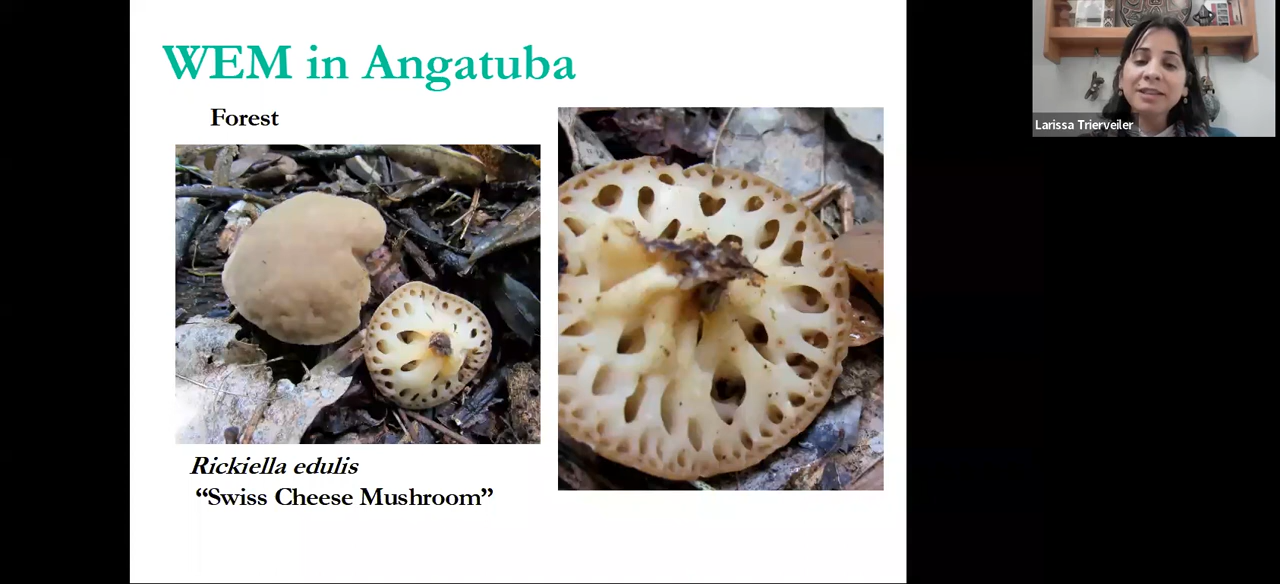 WEM in Angatuba
Forest
Rickiella edulis
“Swiss Cheese Mushroom”
Larissa Trierveiler